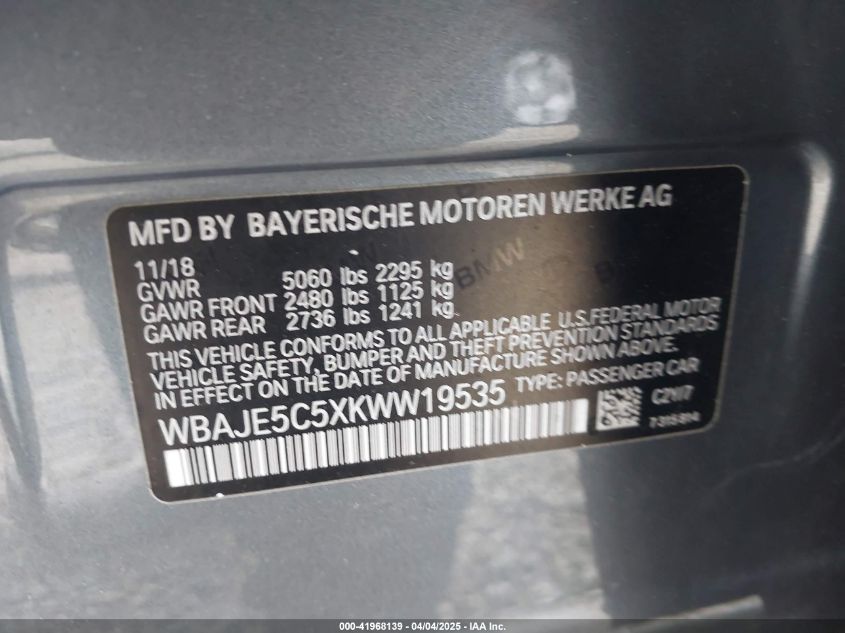 MFD BY BAYERISCHE MOTOREN WERKE AG
11/18
GVWR 5060 lbs 2295 kg
GAWR FRONT 2480 lbs 1125 kg
GAWR REAR 2736 lbs 1241 kg
BMW
THIS VEHICLE CONFORMS TO ALL APPLICABLE U.S.FEDERAL MOTOR
VEHICLE SAFETY, BUMPER AND THEFT PREVENTION STANDARDS
IN EFFECT ON THE DATE OF MANUFACTURE SHOWN ABOVE.
WBAJE5C5XKWW19535 TYPE: PASSENGER CAR
000-41968139 - 04/04/2025 - IAA Inc.